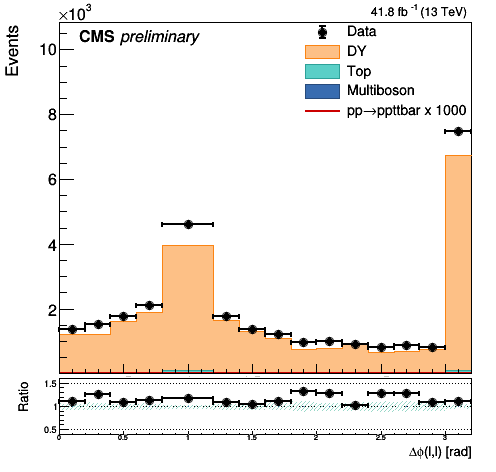 ×10³
41.8 fb⁻¹ (13 TeV)
Events
CMS preliminary
Data
DY
Top
Multiboson
pp→ppttbar x 1000
10
8
6
4
2
Ratio
1.5
1
0.5
0 0.5 1 1.5 2 2.5 3
Δϕ(l,l) [rad]